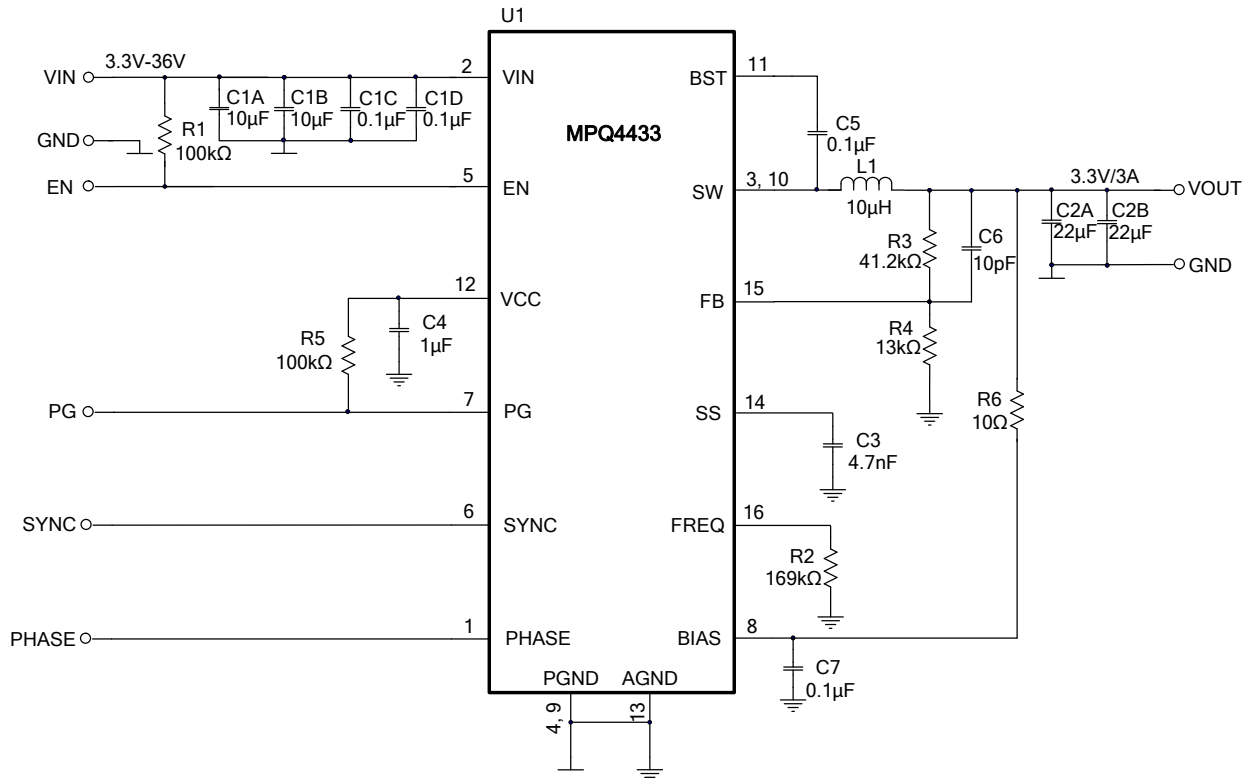 U1
3.3V-36V
VIN
2
VIN
BST
11
C1A
10µF
C1B
10µF
C1C
0.1µF
C1D
0.1µF
R1
100kΩ
GND
MPQ4433
C5
0.1µF
EN
5
EN
SW
3, 10
L1
10µH
3.3V/3A
VOUT
C2A
22µF
C2B
22µF
R3
41.2kΩ
C6
10pF
GND
12
VCC
FB
15
R5
100kΩ
C4
1µF
R4
13kΩ
PG
7
PG
SS
14
R6
10Ω
C3
4.7nF
SYNC
6
SYNC
FREQ
16
R2
169kΩ
PHASE
1
PHASE
BIAS
8
C7
0.1µF
PGND
AGND
4, 9
13